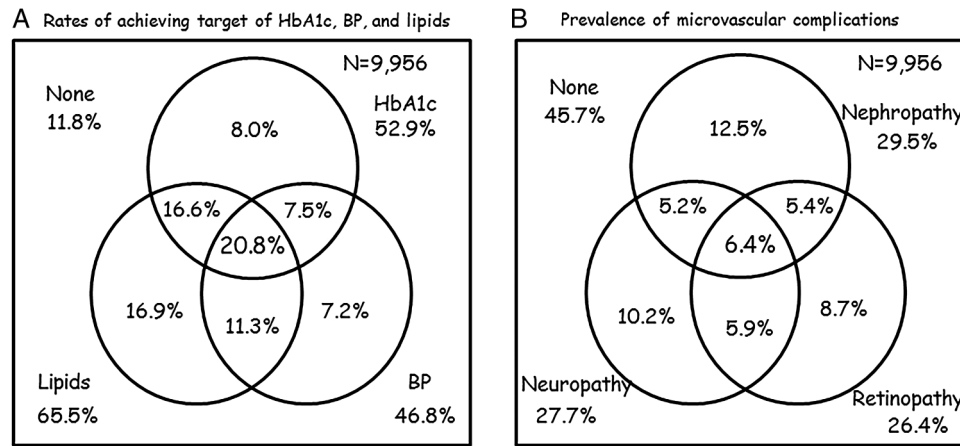 A Rates of achieving target of HbA1c, BP, and lipids
N=9,956
None
11.8%
HbA1c
52.9%
8.0%
16.6%
7.5%
20.8%
16.9%
11.3%
7.2%
Lipids
65.5%
BP
46.8%
B Prevalence of microvascular complications
N=9,956
None
45.7%
Nephropathy
29.5%
12.5%
5.2%
5.4%
6.4%
10.2%
5.9%
8.7%
Neuropathy
27.7%
Retinopathy
26.4%